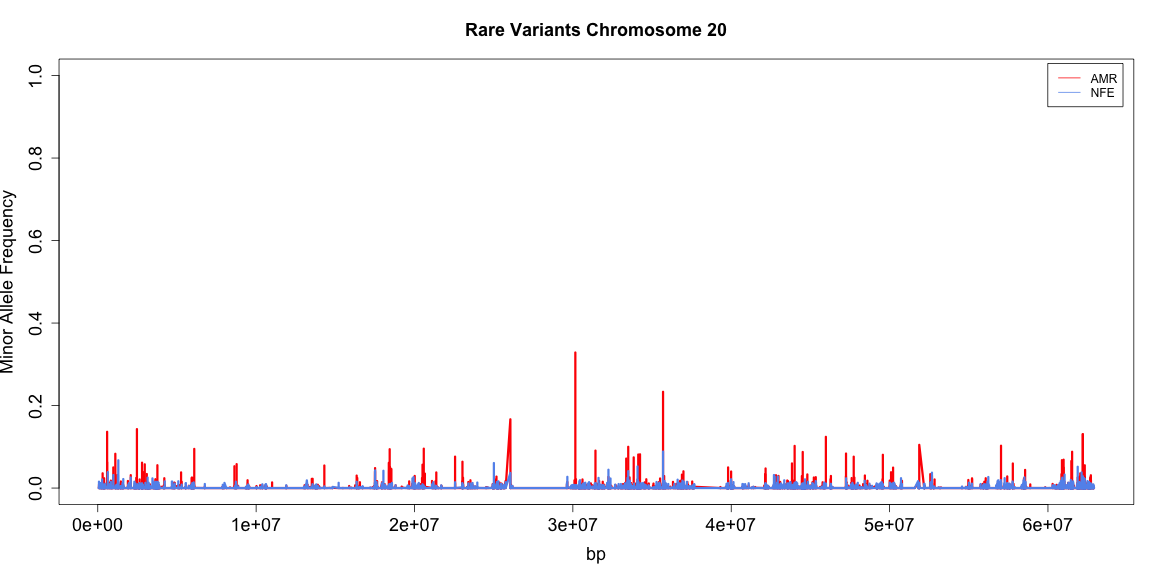 Rare Variants Chromosome 20
AMR
NFE
Minor Allele Frequency
1.0
0.8
0.6
0.4
0.2
0.0
0e+00 1e+07 2e+07 3e+07 4e+07 5e+07 6e+07
bp